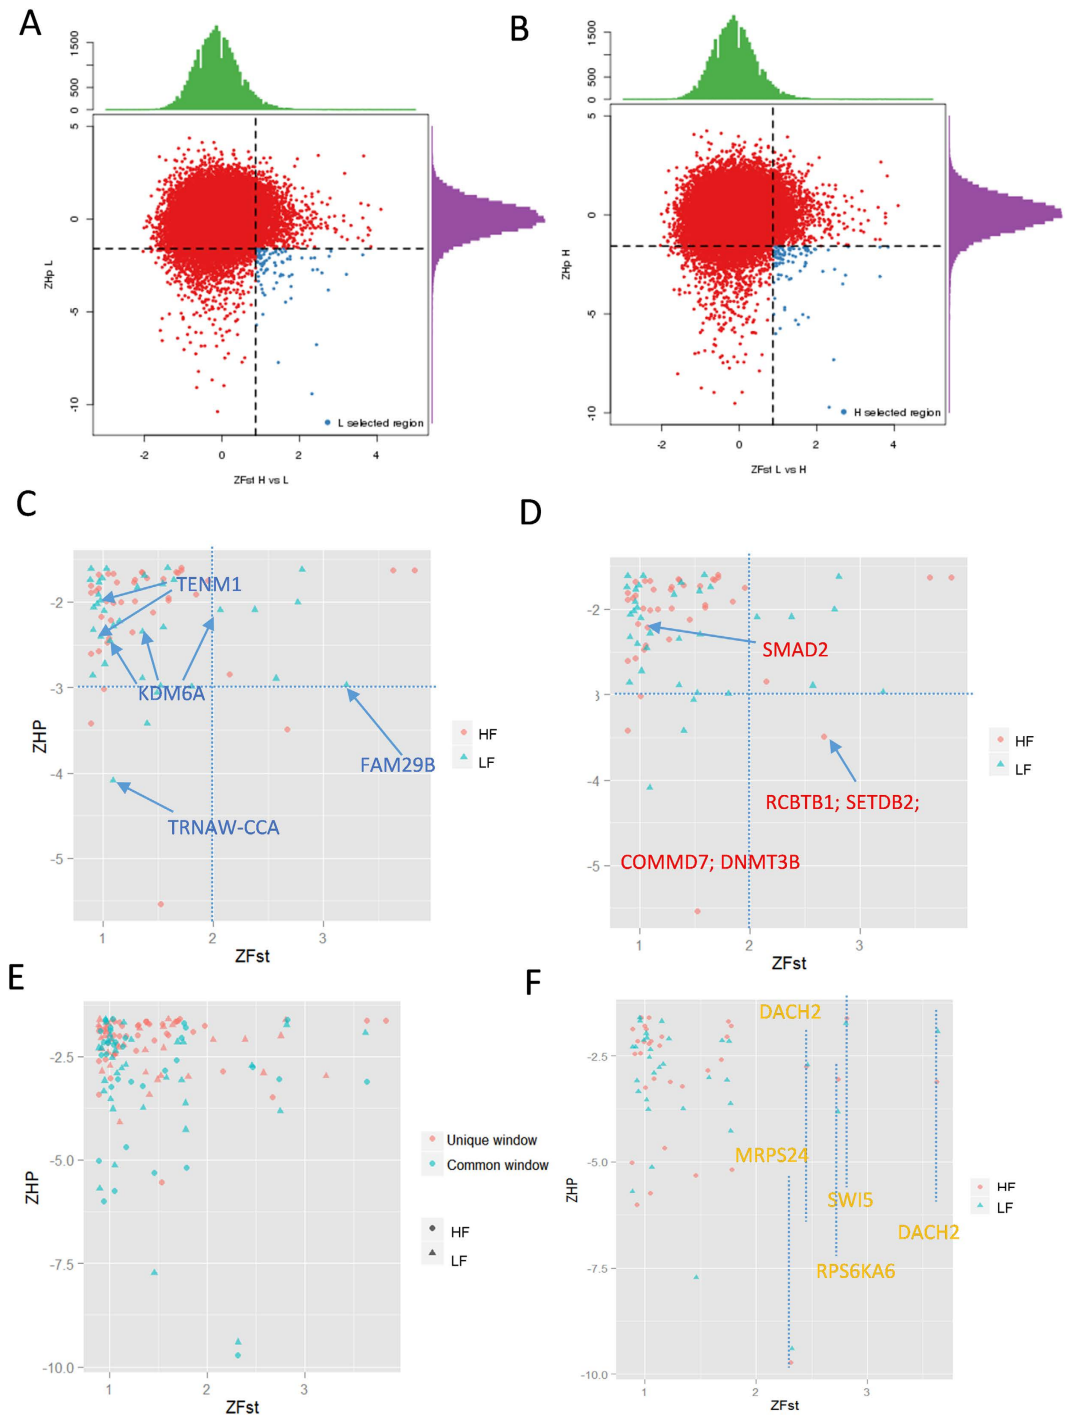 A
1500
500
0
5
0
-5
-10
ZHp L
L selected region
-2
0
2
4
ZFst H vs L
B
1500
500
0
5
0
-5
-10
ZHp H
H selected region
-2
0
2
4
ZFst L vs H
C
-2
-3
-4
-5
ZHP
TENM1
KDM6A
FAM29B
TRNAW-CCA
1
2
3
ZFst
HF
LF
D
-2
3
-4
-5
SMAD2
RCBTB1; SETDB2;
COMMD7; DNMT3B
1
2
3
ZFst
HF
LF
E
-2.5
-5.0
-7.5
-10.0
ZHP
1
2
3
ZFst
Unique window
Common window
HF
LF
F
-2.5
-5.0
-7.5
-10.0
ZHP
DACH2
MRPS24
SWI5
DACH2
RPS6KA6
1
2
3
ZFst
HF
LF